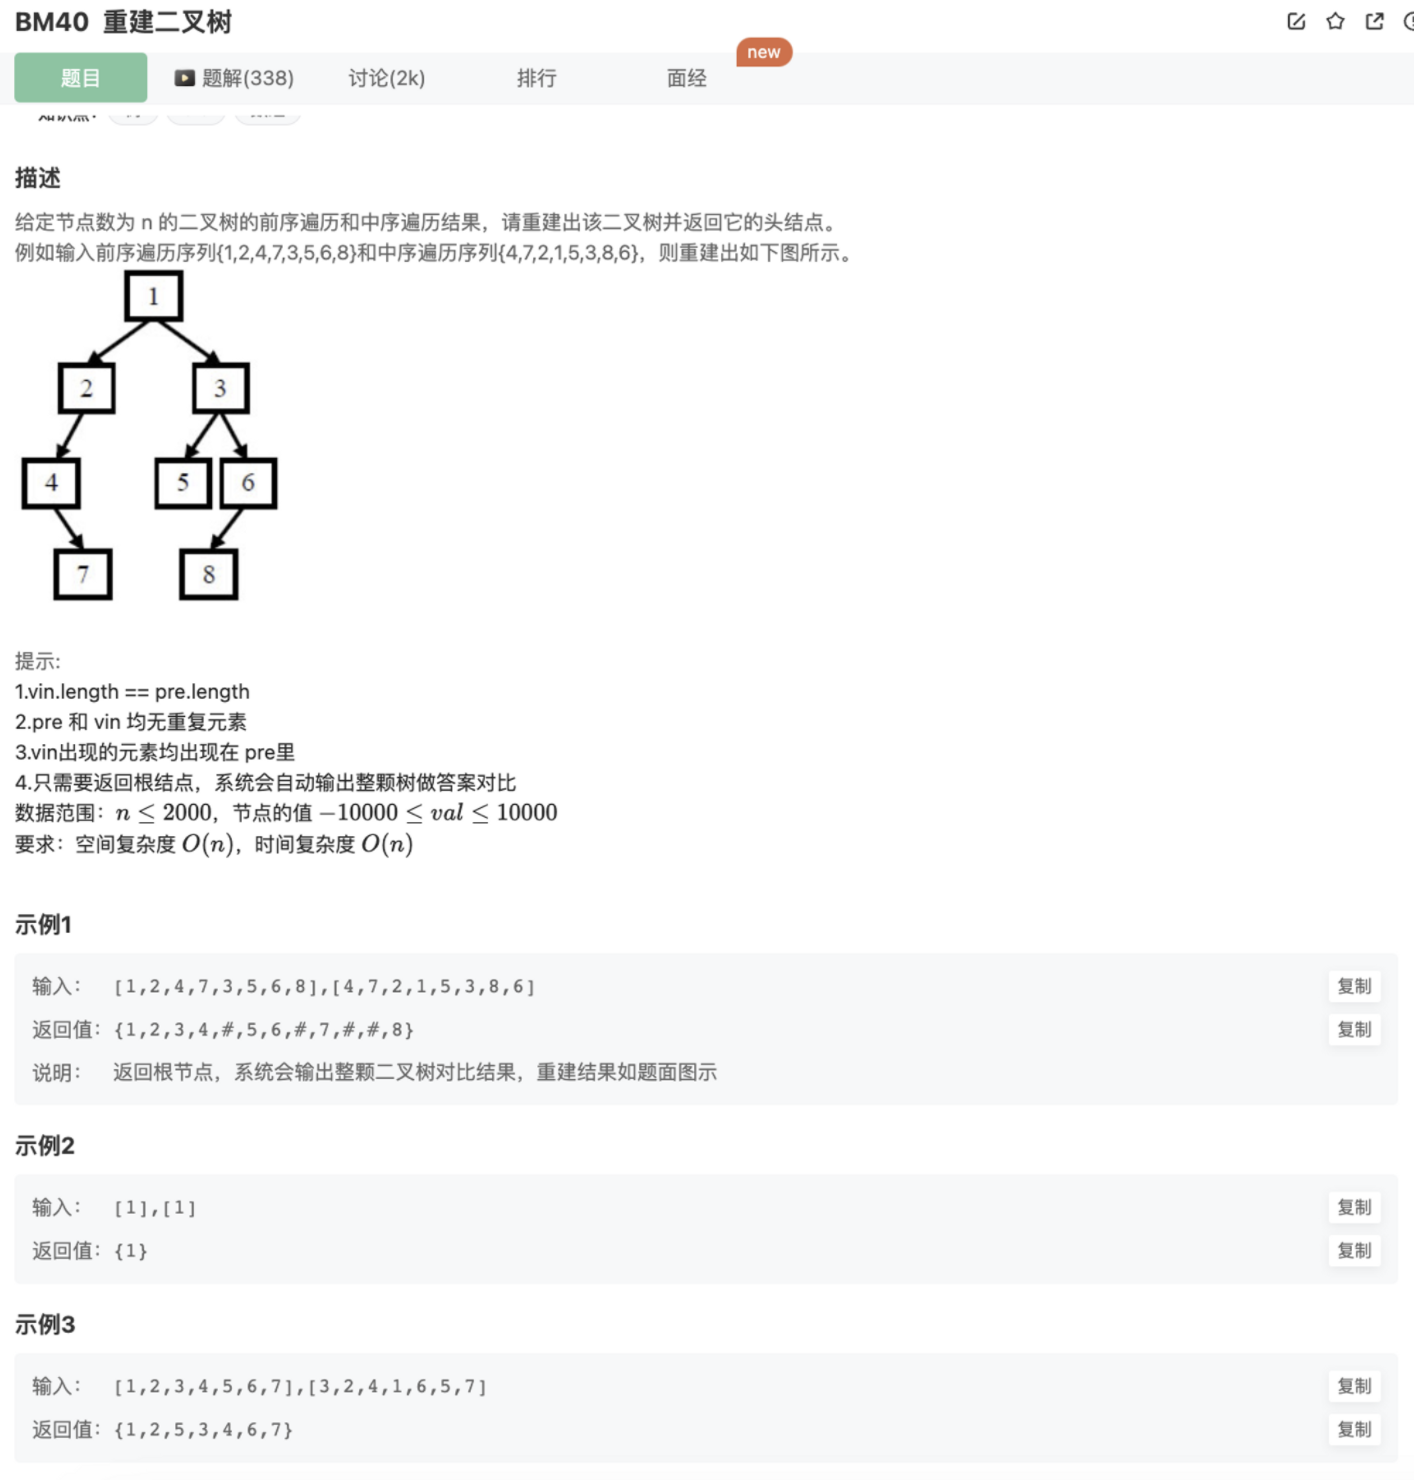 BM40 重建二叉树
new
题目 题解(338) 讨论(2k) 排行 面经
描述
给定节点数为 n 的二叉树的前序遍历和中序遍历结果，请重建出该二叉树并返回它的头结点。
例如输入前序遍历序列{1,2,4,7,3,5,6,8}和中序遍历序列{4,7,2,1,5,3,8,6}，则重建出如下图所示。
1
2 3
4 5 6
7 8
提示:
1.vin.length == pre.length
2.pre 和 vin 均无重复元素
3.vin出现的元素均出现在 pre里
4.只需要返回根结点，系统会自动输出整颗树做答案对比
数据范围：n ≤ 2000，节点的值 −10000 ≤ val ≤ 10000
要求：空间复杂度 O(n)，时间复杂度 O(n)
示例1
输入： [1,2,4,7,3,5,6,8],[4,7,2,1,5,3,8,6] 复制
返回值：{1,2,3,4,#,5,6,#,7,#,#,8} 复制
说明： 返回根节点，系统会输出整颗二叉树对比结果，重建结果如题面图示
示例2
输入： [1],[1] 复制
返回值：{1} 复制
示例3
输入： [1,2,3,4,5,6,7],[3,2,4,1,6,5,7] 复制
返回值：{1,2,5,3,4,6,7} 复制